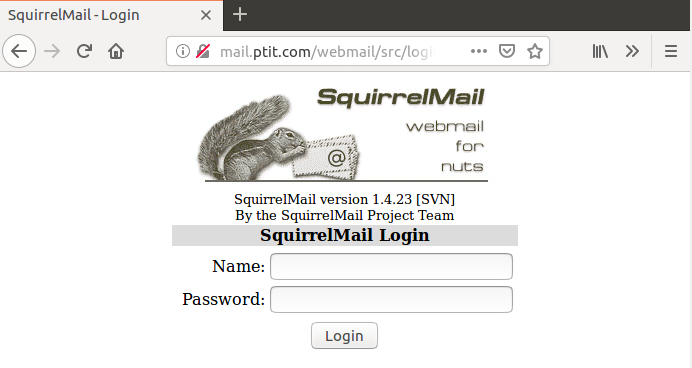 SquirrelMail - Login
mail.ptit.com/webmail/src/logi
SquirrelMail
webmail
for
nuts
@
SquirrelMail version 1.4.23 [SVN]
By the SquirrelMail Project Team
SquirrelMail Login
Name:
Password:
Login